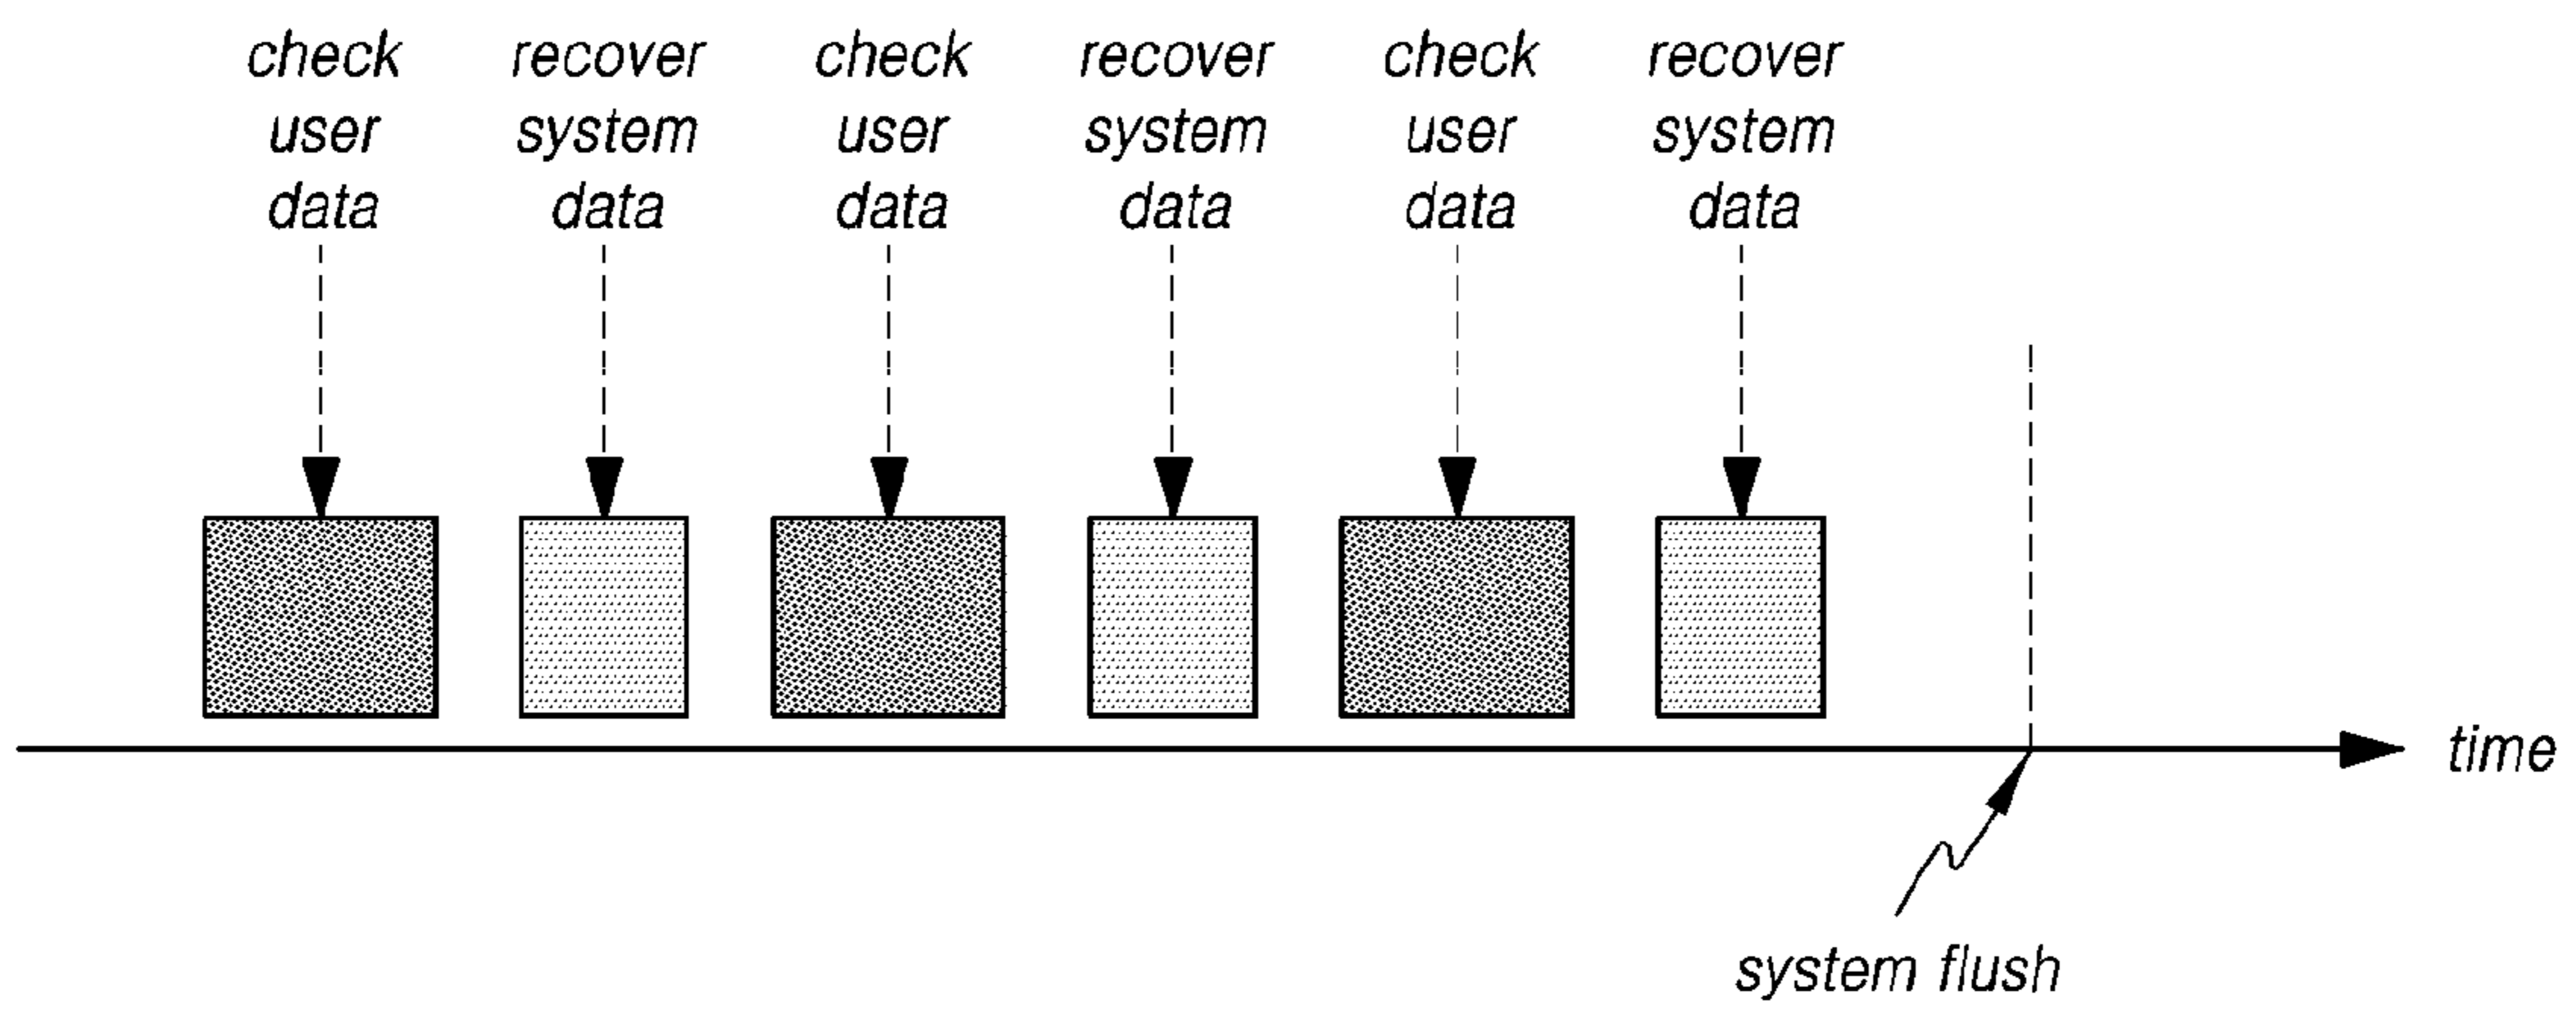 check
user
data
recover
system
data
check
user
data
recover
system
data
check
user
data
recover
system
data
time
system flush